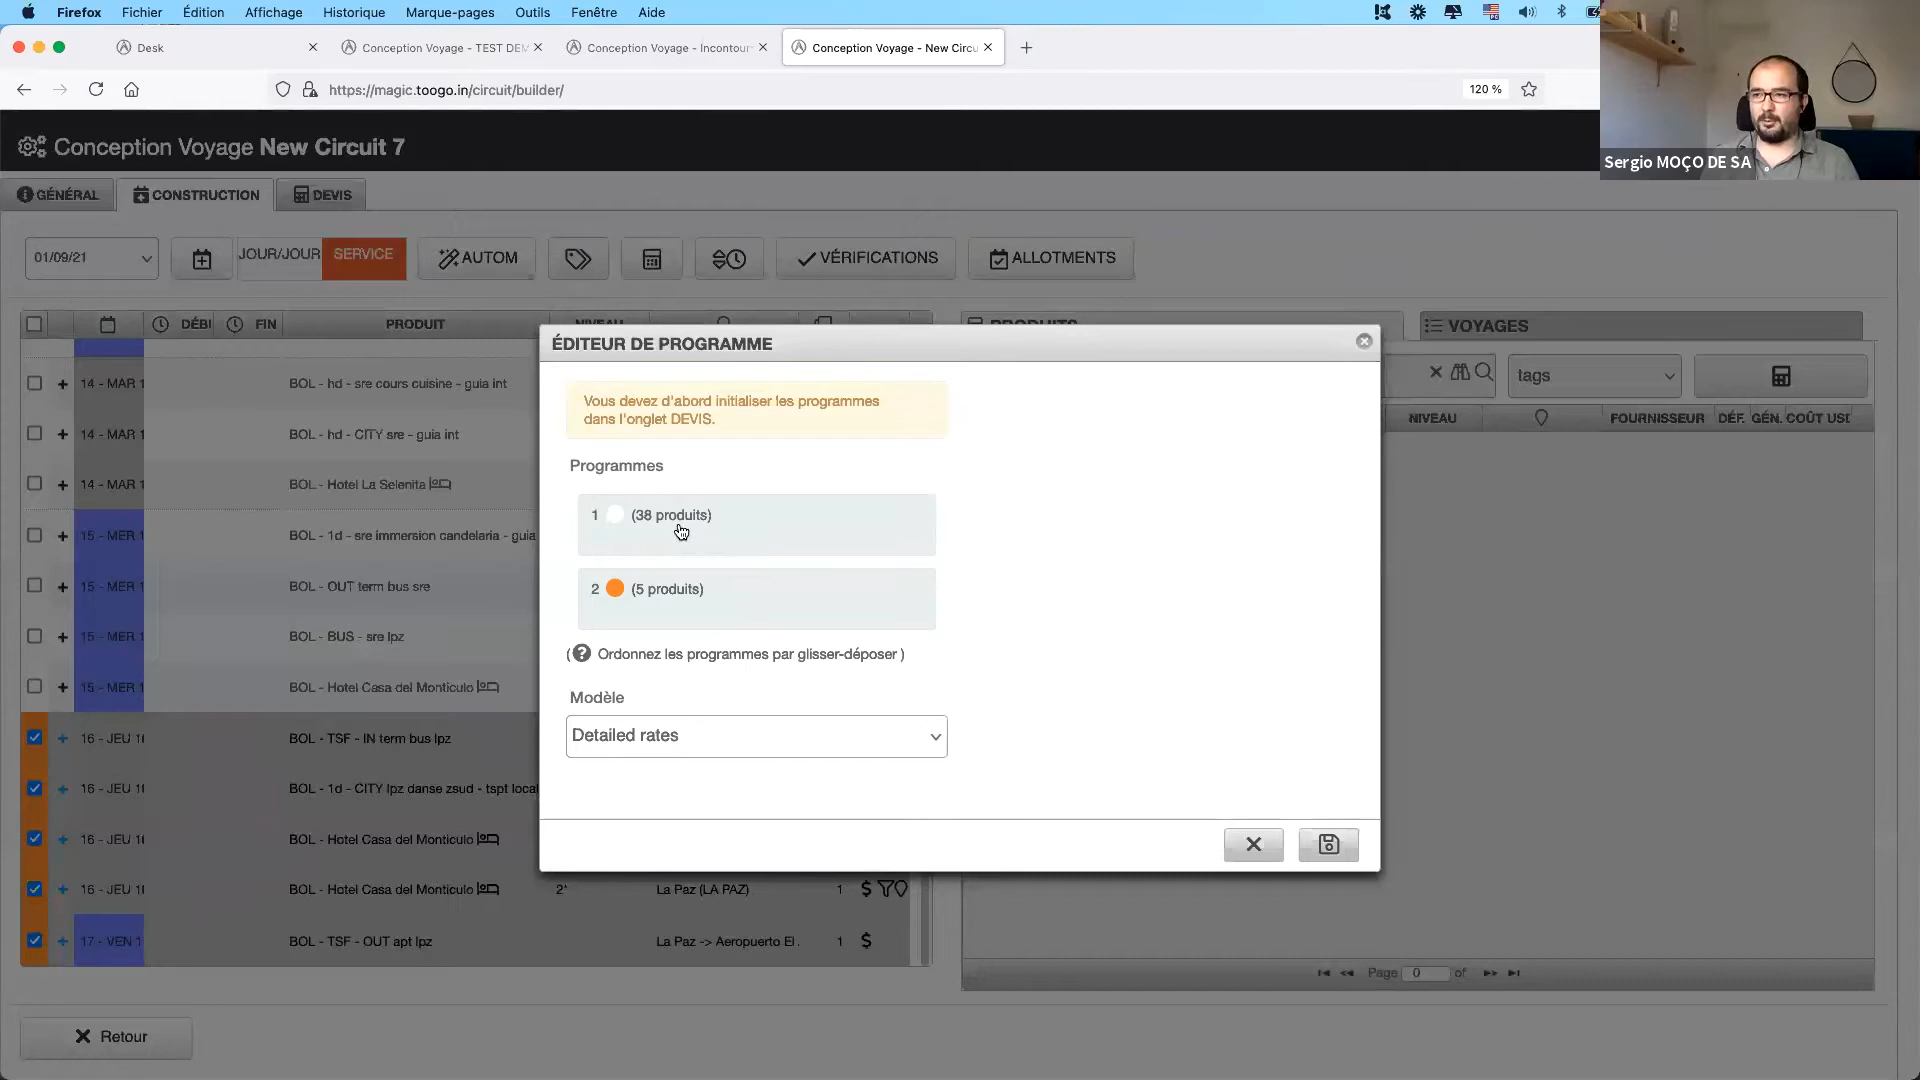 Firefox Fichier Édition Affichage Historique Marque-pages Outils Fenêtre Aide
Desk
Conception Voyage - TEST DEM
Conception Voyage - Incontour
Conception Voyage - New Circu
https://magic.toogo.in/circuit/builder/
120 %
Sergio MOÇO DE SA
Conception Voyage New Circuit 7
GÉNÉRAL
CONSTRUCTION
DEVIS
01/09/21
JOUR/JOUR
SERVICE
AUTOM
VÉRIFICATIONS
ALLOTMENTS
DÉBI
FIN
PRODUIT
NIVEAU
PRODUITS
VOYAGES
tags
NIVEAU
FOURNISSEUR
DÉF.
GÉN.
COÛT USD
14 - MAR 1
BOL - hd - sre cours cuisine - guia int
14 - MAR 1
BOL - hd - CITY sre - guia int
14 - MAR 1
BOL - Hotel La Selenita
15 - MER 1
BOL - 1d - sre immersion candelaria - guia
15 - MER 1
BOL - OUT term bus sre
15 - MER 1
BOL - BUS - sre lpz
15 - MER 1
BOL - Hotel Casa del Monticulo
16 - JEU 1
BOL - TSF - IN term bus lpz
16 - JEU 1
BOL - 1d - CITY lpz danse zsud - tspt local
16 - JEU 1
BOL - Hotel Casa del Monticulo
16 - JEU 1
BOL - Hotel Casa del Monticulo
2*
La Paz (LA PAZ)
1
17 - VEN 1
BOL - TSF - OUT apt lpz
La Paz -> Aeropuerto El .
1
ÉDITEUR DE PROGRAMME
Vous devez d'abord initialiser les programmes
dans l'onglet DEVIS.
Programmes
1 (38 produits)
2 (5 produits)
( ? Ordonnez les programmes par glisser-déposer )
Modèle
Detailed rates
Page 0 of
Retour